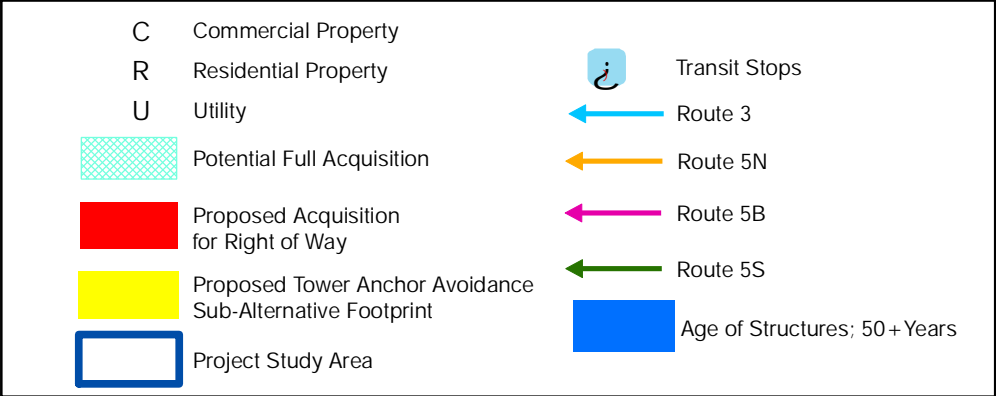 C Commercial Property
R Residential Property
U Utility
Potential Full Acquisition
Proposed Acquisition
for Right of Way
Proposed Tower Anchor Avoidance
Sub-Alternative Footprint
Project Study Area
¿ Transit Stops
Route 3
Route 5N
Route 5B
Route 5S
Age of Structures; 50+Years